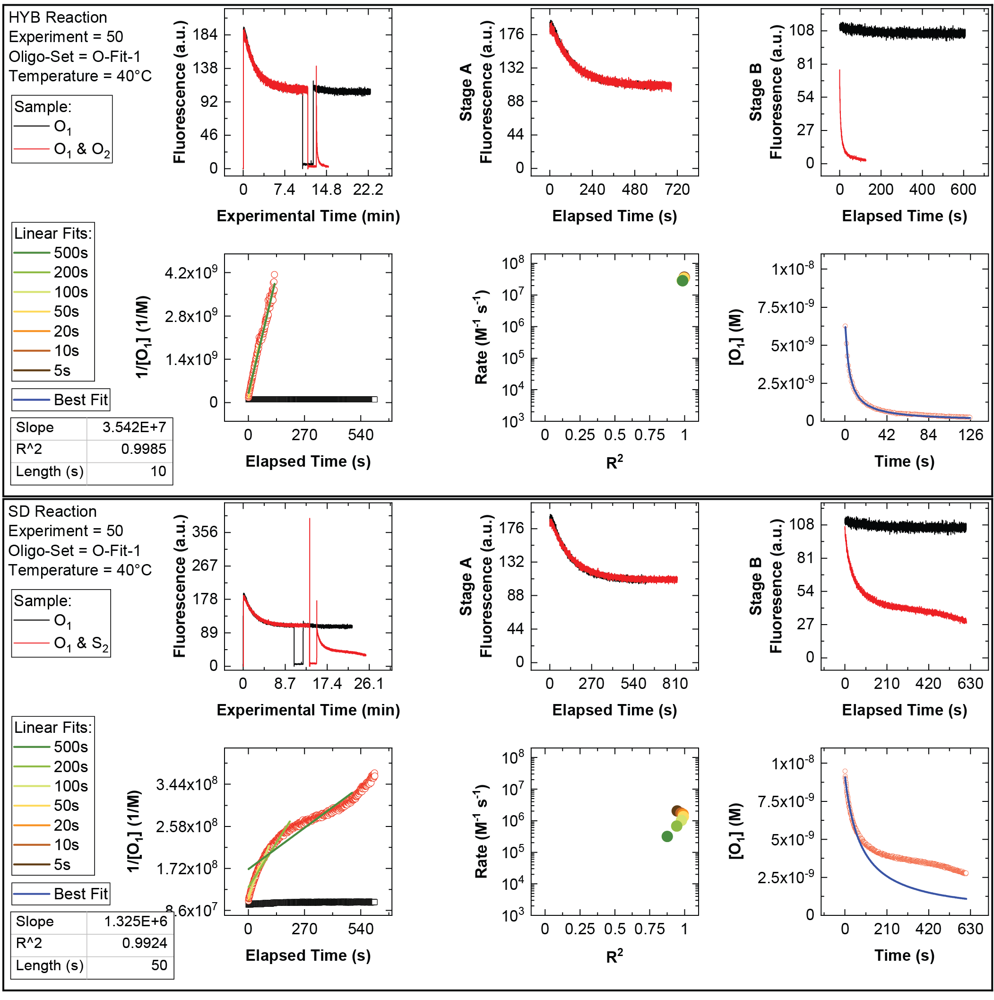 HYB Reaction
Experiment = 50
Oligo-Set = O-Fit-1
Temperature = 40°C
Sample:
O1
O1 & O2
Fluorescence (a.u.)
184
138
92
46
0
0 7.4 14.8 22.2
Experimental Time (min)
Stage A
Fluorescence (a.u.)
176
132
88
44
0
0 240 480 720
Elapsed Time (s)
Stage B
Fluoresence (a.u.)
108
81
54
27
0
0 200 400 600
Elapsed Time (s)
Linear Fits:
500s
200s
100s
50s
20s
10s
5s
Best Fit
Slope 3.542E+7
R^2 0.9985
Length (s) 10
1/[O1] (1/M)
4.2x10^9
2.8x10^9
1.4x10^9
0
0 270 540
Elapsed Time (s)
Rate (M^-1 s^-1)
10^8
10^7
10^6
10^5
10^4
10^3
0 0.25 0.5 0.75 1
R^2
[O1] (M)
1x10^-8
7.5x10^-9
5x10^-9
2.5x10^-9
0
0 42 84 126
Time (s)
SD Reaction
Experiment = 50
Oligo-Set = O-Fit-1
Temperature = 40°C
Sample:
O1
O1 & S2
Fluorescence (a.u.)
356
267
178
89
0
0 8.7 17.4 26.1
Experimental Time (min)
Stage A
Fluorescence (a.u.)
176
132
88
44
0
0 270 540 810
Elapsed Time (s)
Stage B
Fluoresence (a.u.)
108
81
54
27
0
0 210 420 630
Elapsed Time (s)
Linear Fits:
500s
200s
100s
50s
20s
10s
5s
Best Fit
Slope 1.325E+6
R^2 0.9924
Length (s) 50
1/[O1] (1/M)
3.44x10^8
2.58x10^8
1.72x10^8
8.6x10^7
0 270 540
Elapsed Time (s)
Rate (M^-1 s^-1)
10^8
10^7
10^6
10^5
10^4
10^3
0 0.25 0.5 0.75 1
R^2
[O1] (M)
1x10^-8
7.5x10^-9
5x10^-9
2.5x10^-9
0
0 210 420 630
Time (s)